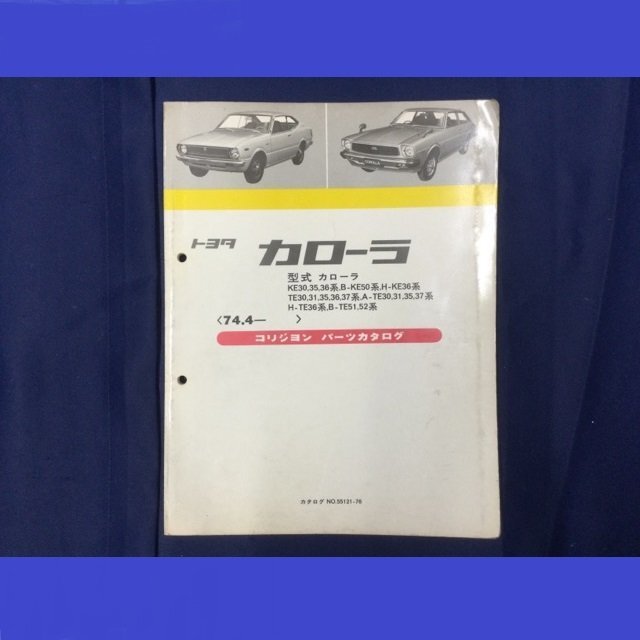 トヨタ カローラ
型式 カローラ
KE30,35,36系,B-KE50系,H-KE36系
TE30,31,35,36,37系,A-TE30,31,35,37系
H-TE36系,B-TE51,52系
〈74.4― 〉
コリジョン パーツカタログ
カタログ NO.55121-76